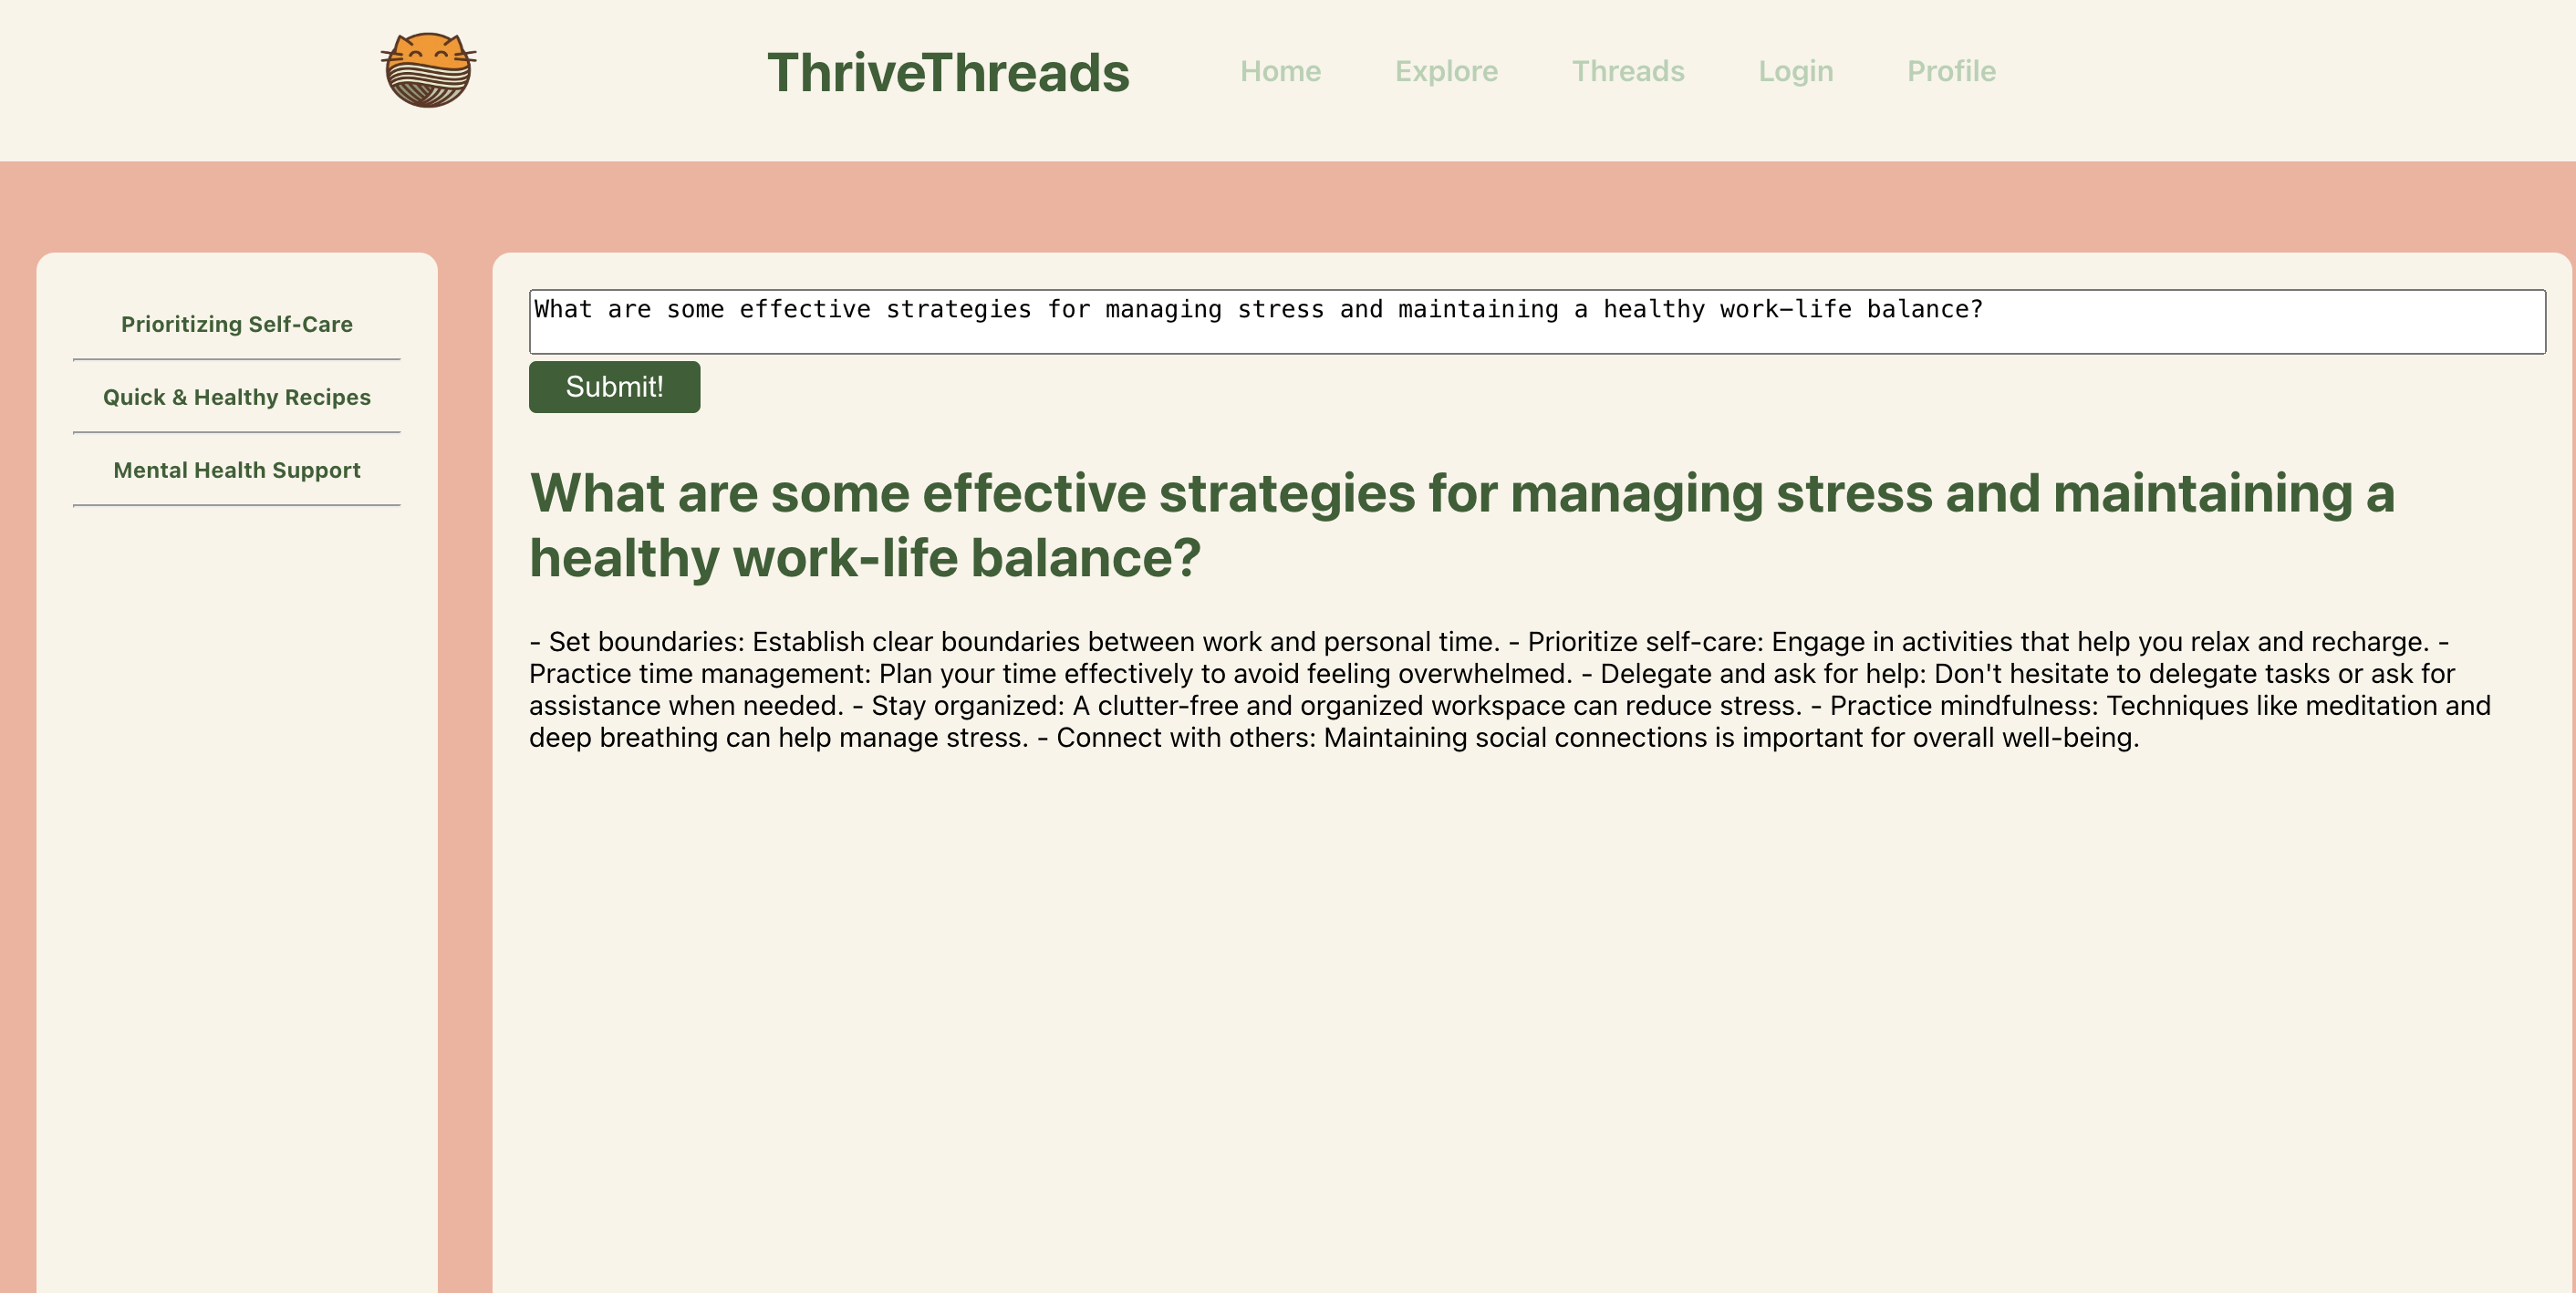 ThriveThreads
Home Explore Threads Login Profile
Prioritizing Self-Care
Quick & Healthy Recipes
Mental Health Support
What are some effective strategies for managing stress and maintaining a healthy work-life balance?
Submit!
What are some effective strategies for managing stress and maintaining a
healthy work-life balance?
- Set boundaries: Establish clear boundaries between work and personal time. - Prioritize self-care: Engage in activities that help you relax and recharge. -
Practice time management: Plan your time effectively to avoid feeling overwhelmed. - Delegate and ask for help: Don't hesitate to delegate tasks or ask for
assistance when needed. - Stay organized: A clutter-free and organized workspace can reduce stress. - Practice mindfulness: Techniques like meditation and
deep breathing can help manage stress. - Connect with others: Maintaining social connections is important for overall well-being.